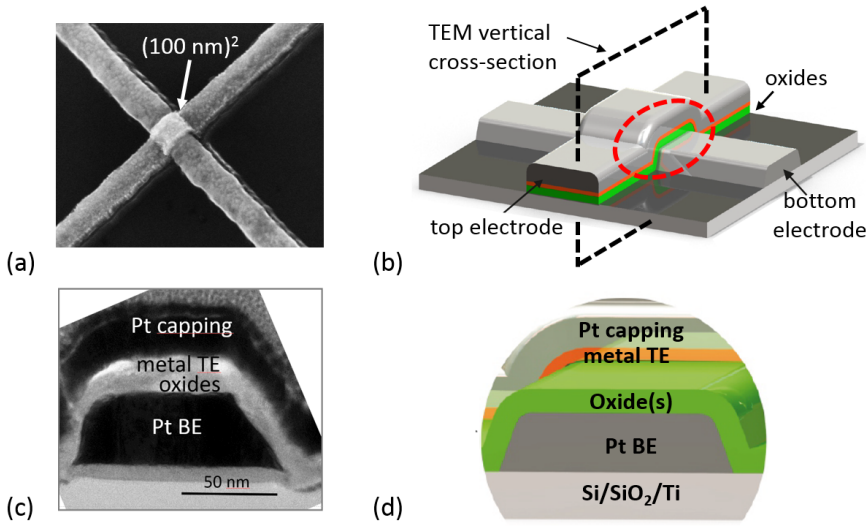 (100 nm)²
(a)
TEM vertical
cross-section
oxides
top electrode
bottom
electrode
(b)
Pt capping
metal TE
oxides
Pt BE
50 nm
(c)
Pt capping
metal TE
Oxide(s)
Pt BE
Si/SiO₂/Ti
(d)